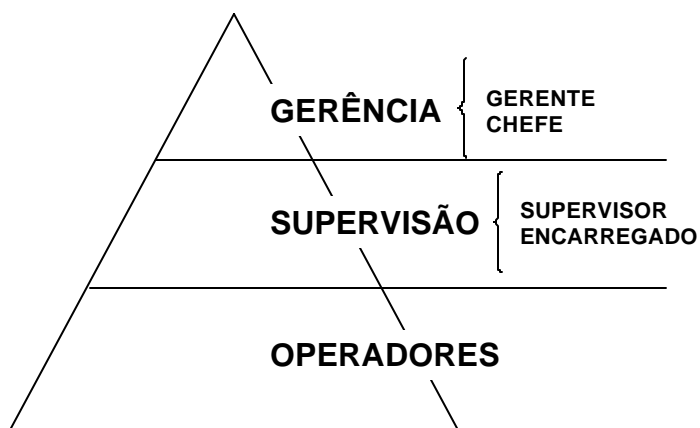 GERÊNCIA
GERENTE
CHEFE
SUPERVISÃO
SUPERVISOR
ENCARREGADO
OPERADORES